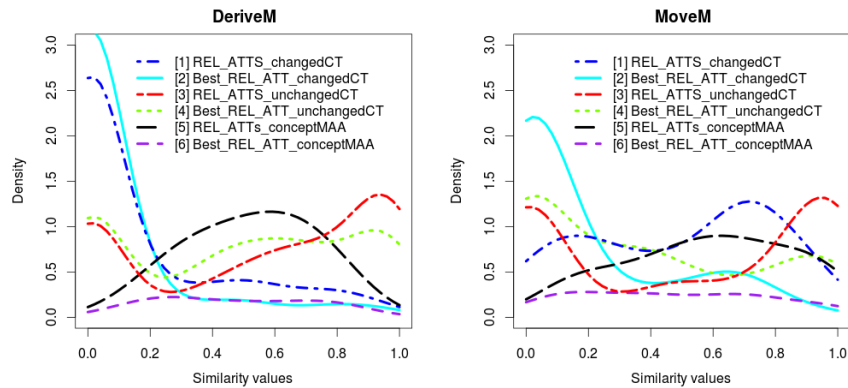 DeriveM
[1] REL_ATTS_changedCT
[2] Best_REL_ATT_changedCT
[3] REL_ATTS_unchangedCT
[4] Best_REL_ATT_unchangedCT
[5] REL_ATTs_conceptMAA
[6] Best_REL_ATT_conceptMAA
Density
3.0
2.5
2.0
1.5
1.0
0.5
0.0
0.0 0.2 0.4 0.6 0.8 1.0
Similarity values
MoveM
[1] REL_ATTS_changedCT
[2] Best_REL_ATT_changedCT
[3] REL_ATTS_unchangedCT
[4] Best_REL_ATT_unchangedCT
[5] REL_ATTs_conceptMAA
[6] Best_REL_ATT_conceptMAA
Density
3.0
2.5
2.0
1.5
1.0
0.5
0.0
0.0 0.2 0.4 0.6 0.8 1.0
Similarity values